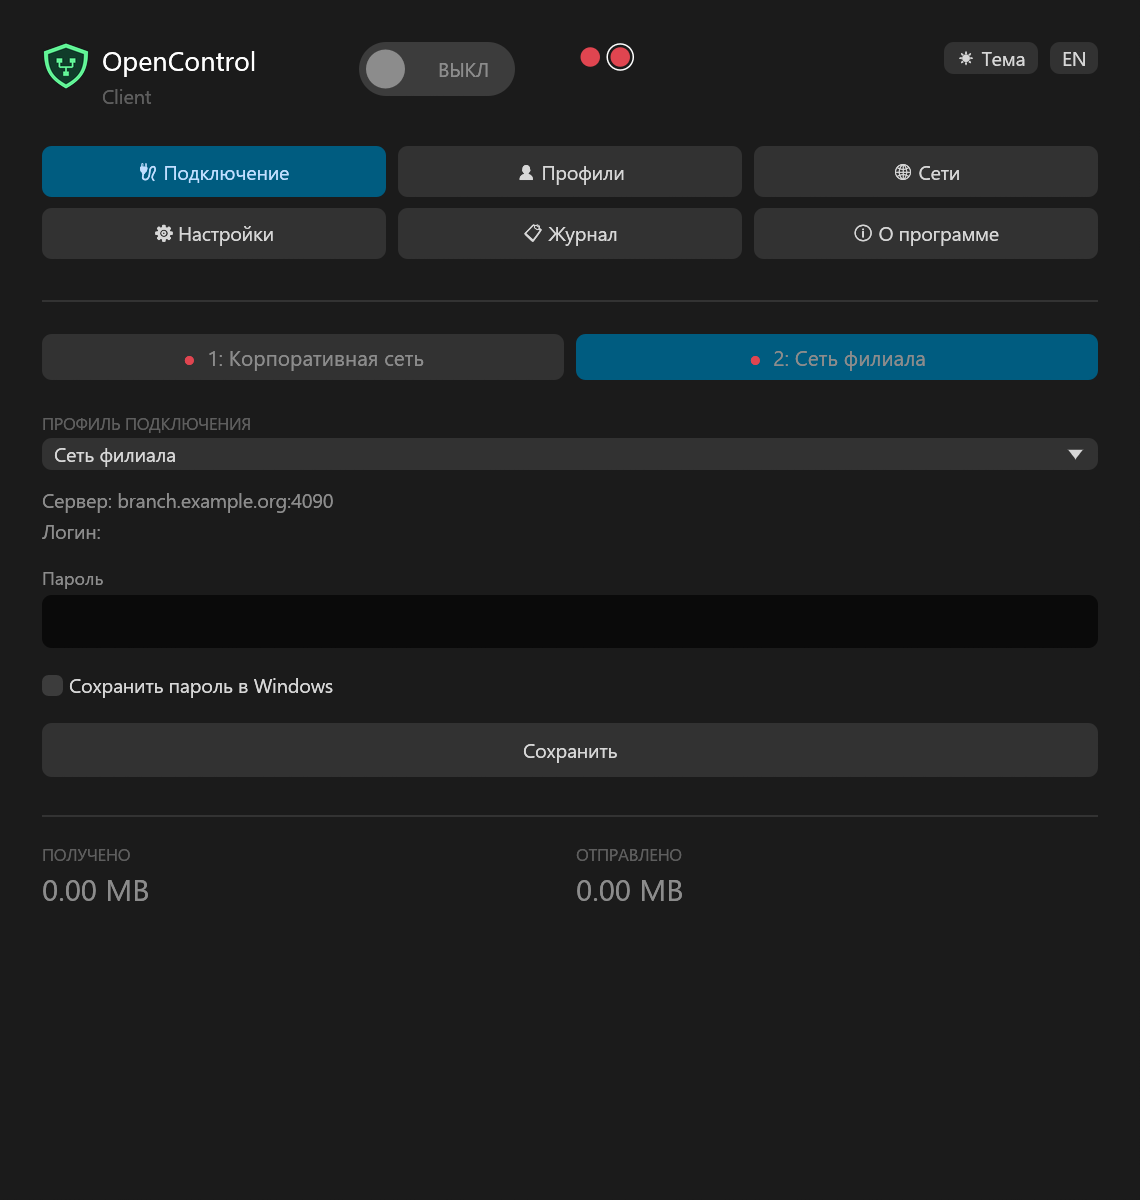 OpenControl
Client
ВЫКЛ
Тема
EN
Подключение
Профили
Сети
Настройки
Журнал
О программе
1: Корпоративная сеть
2: Сеть филиала
ПРОФИЛЬ ПОДКЛЮЧЕНИЯ
Сеть филиала
Сервер: branch.example.org:4090
Логин:
Пароль
Сохранить пароль в Windows
Сохранить
ПОЛУЧЕНО
ОТПРАВЛЕНО
0.00 MB
0.00 MB